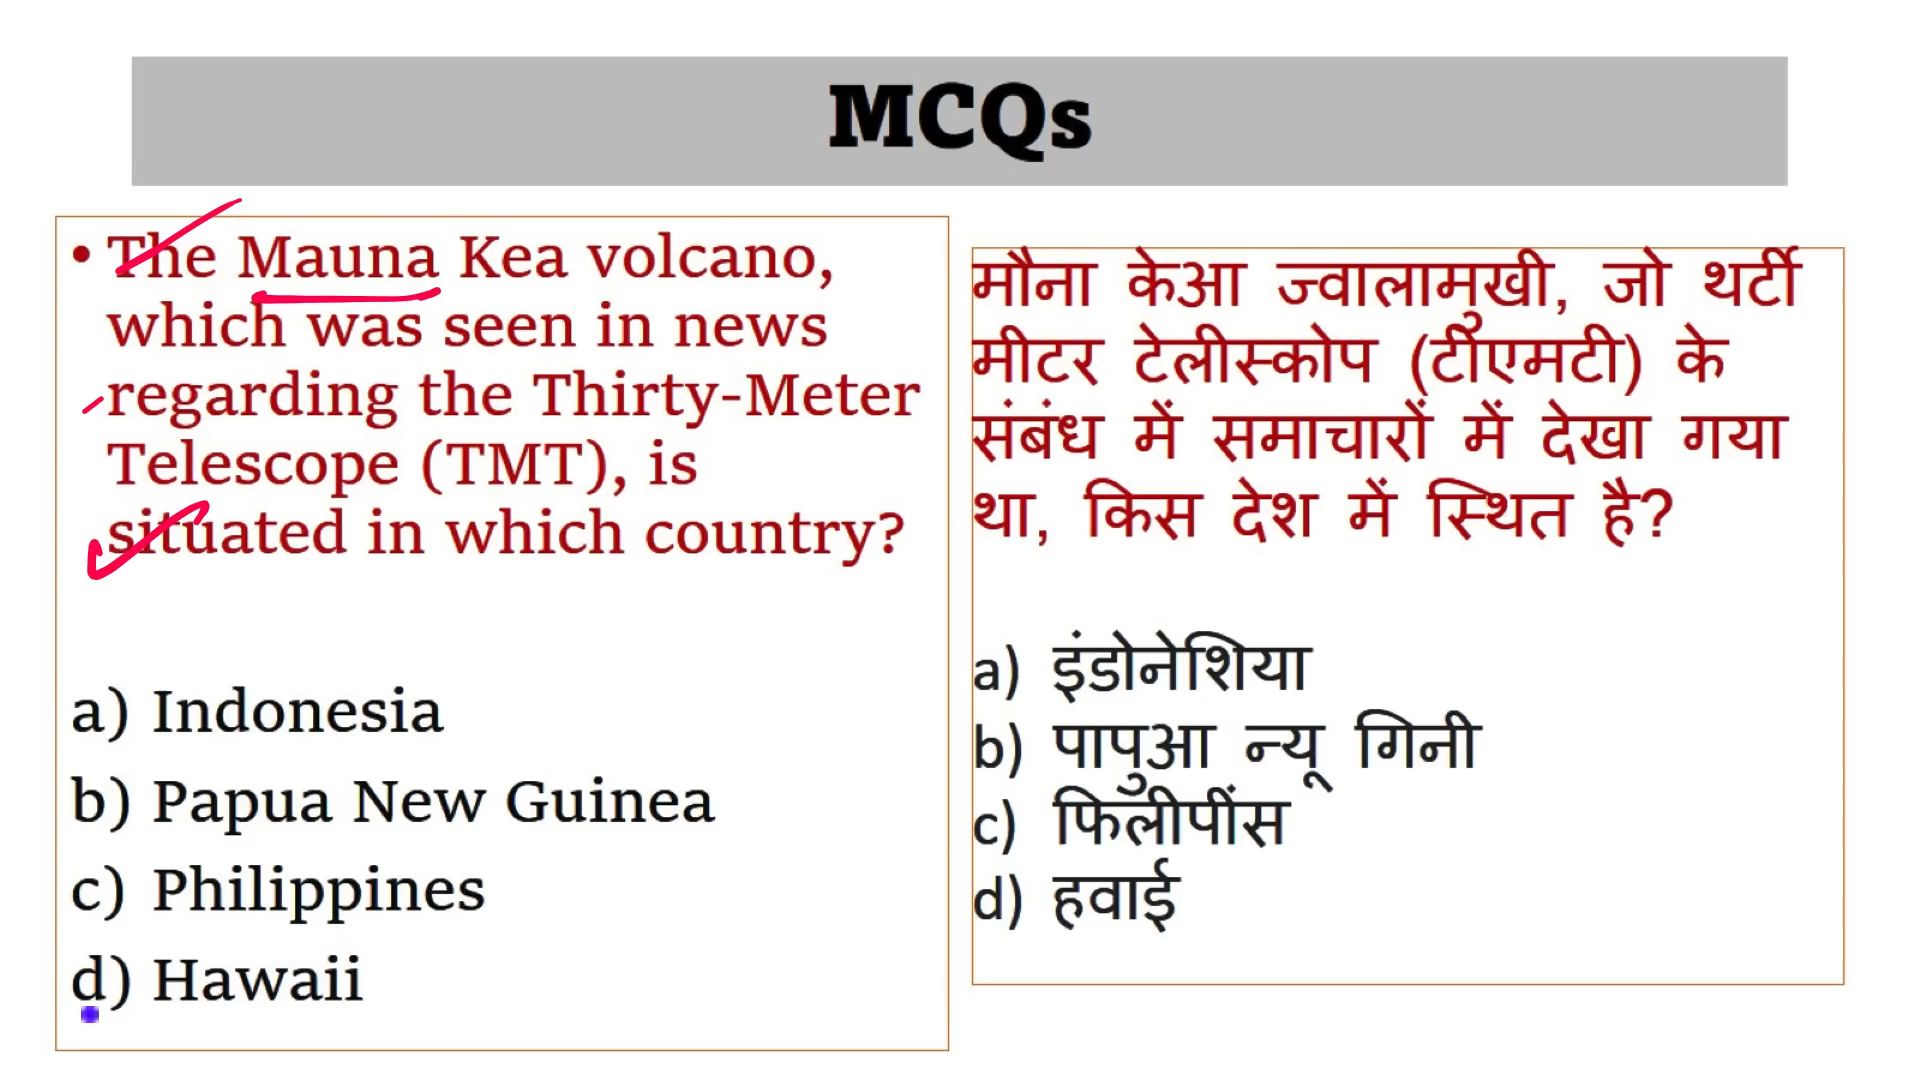 MCQs
• The Mauna Kea volcano,
which was seen in news
regarding the Thirty-Meter
Telescope (TMT), is
situated in which country?
a) Indonesia
b) Papua New Guinea
c) Philippines
d) Hawaii
मौना केआ ज्वालामुखी, जो थर्टी
मीटर टेलीस्कोप (टीएमटी) के
संबंध में समाचारों में देखा गया
था, किस देश में स्थित है?
a) इंडोनेशिया
b) पापुआ न्यू गिनी
c) फिलीपींस
d) हवाई